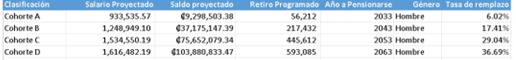 Clasificación Salario Proyectado Saldo Proyectado Retiro Programado Año a Pensionarse Género Tasa de remplazo
Cohorte A 933,535.57 ₡9,298,503.38 56,212 2033 Hombre 6.02%
Cohorte B 1,248,949.10 ₡37,175,147.39 217,432 2043 Hombre 17.41%
Cohorte C 1,534,550.19 ₡75,652,079.34 445,612 2053 Hombre 29.04%
Cohorte D 1,616,482.19 ₡103,880,833.47 593,085 2063 Hombre 36.69%